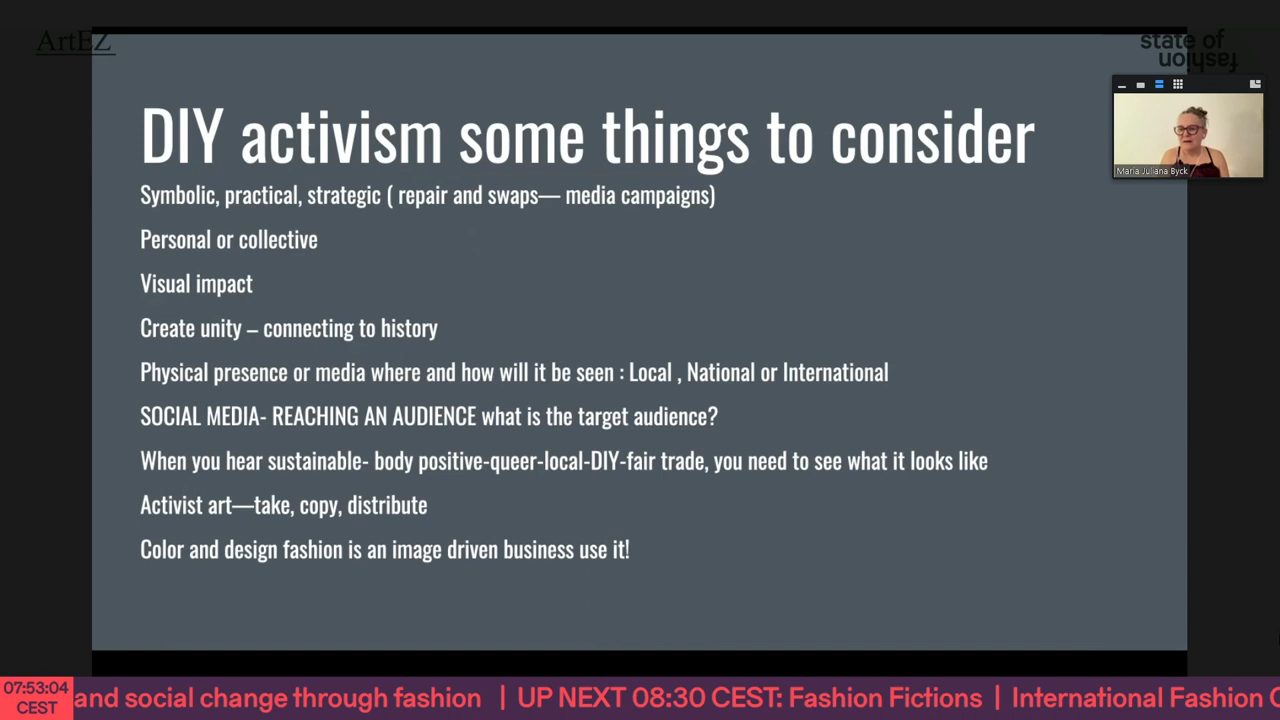 ArtEZ
state of
fashion
DIY activism some things to consider
Maria Juliana Byck
Symbolic, practical, strategic ( repair and swaps— media campaigns)
Personal or collective
Visual impact
Create unity – connecting to history
Physical presence or media where and how will it be seen : Local , National or International
SOCIAL MEDIA- REACHING AN AUDIENCE what is the target audience?
When you hear sustainable- body positive-queer-local-DIY-fair trade, you need to see what it looks like
Activist art—take, copy, distribute
Color and design fashion is an image driven business use it!
07:53:04
CEST
and social change through fashion | UP NEXT 08:30 CEST: Fashion Fictions | International Fashion